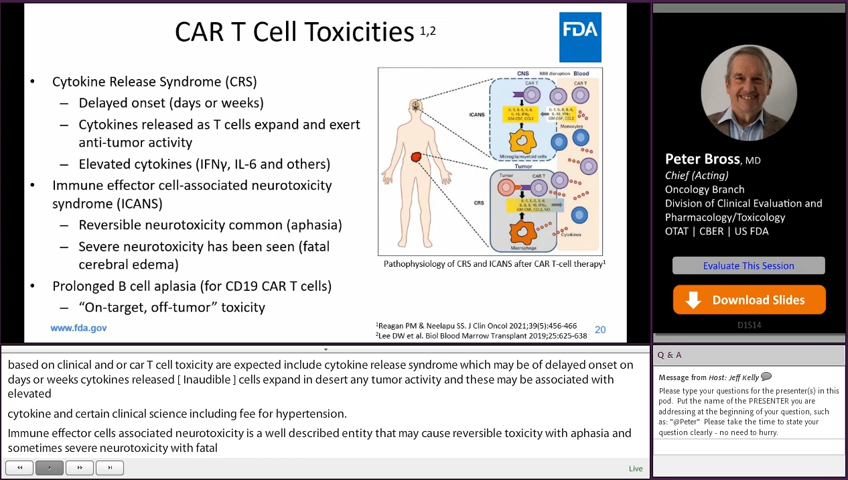 CAR T Cell Toxicities 1,2
FDA
• Cytokine Release Syndrome (CRS)
– Delayed onset (days or weeks)
– Cytokines released as T cells expand and exert
anti-tumor activity
– Elevated cytokines (IFNγ, IL-6 and others)
• Immune effector cell-associated neurotoxicity
syndrome (ICANS)
– Reversible neurotoxicity common (aphasia)
– Severe neurotoxicity has been seen (fatal
cerebral edema)
• Prolonged B cell aplasia (for CD19 CAR T cells)
– “On-target, off-tumor” toxicity
CNS
BBB disruption
Blood
CAR T
CAR T
ICANS
Monocytes
Microglia/myeloid cells
Tumor
Tumor
CAR T
CRS
Macrophage
Cytokines
Pathophysiology of CRS and ICANS after CAR T-cell therapy1
www.fda.gov
1Reagan PM & Neelapu SS. J Clin Oncol 2021;39(5):456-466
2Lee DW et al. Biol Blood Marrow Transplant 2019;25:625-638
20
Peter Bross, MD
Chief (Acting)
Oncology Branch
Division of Clinical Evaluation and
Pharmacology/Toxicology
OTAT | CBER | US FDA
Evaluate This Session
Download Slides
D1S14
based on clinical and or car T cell toxicity are expected include cytokine release syndrome which may be of delayed onset on
days or weeks cytokines released [ Inaudible ] cells expand in desert any tumor activity and these may be associated with
elevated
cytokine and certain clinical science including fee for hypertension.
Immune effector cells associated neurotoxicity is a well described entity that may cause reversible toxicity with aphasia and
sometimes severe neurotoxicity with fatal
Live
Q & A
Message from Host: Jeff Kelly
Please type your questions for the presenter(s) in this
pod. Put the name of the PRESENTER you are
addressing at the beginning of your question, such
as: "@Peter" Please take the time to state your
question clearly - no need to hurry.